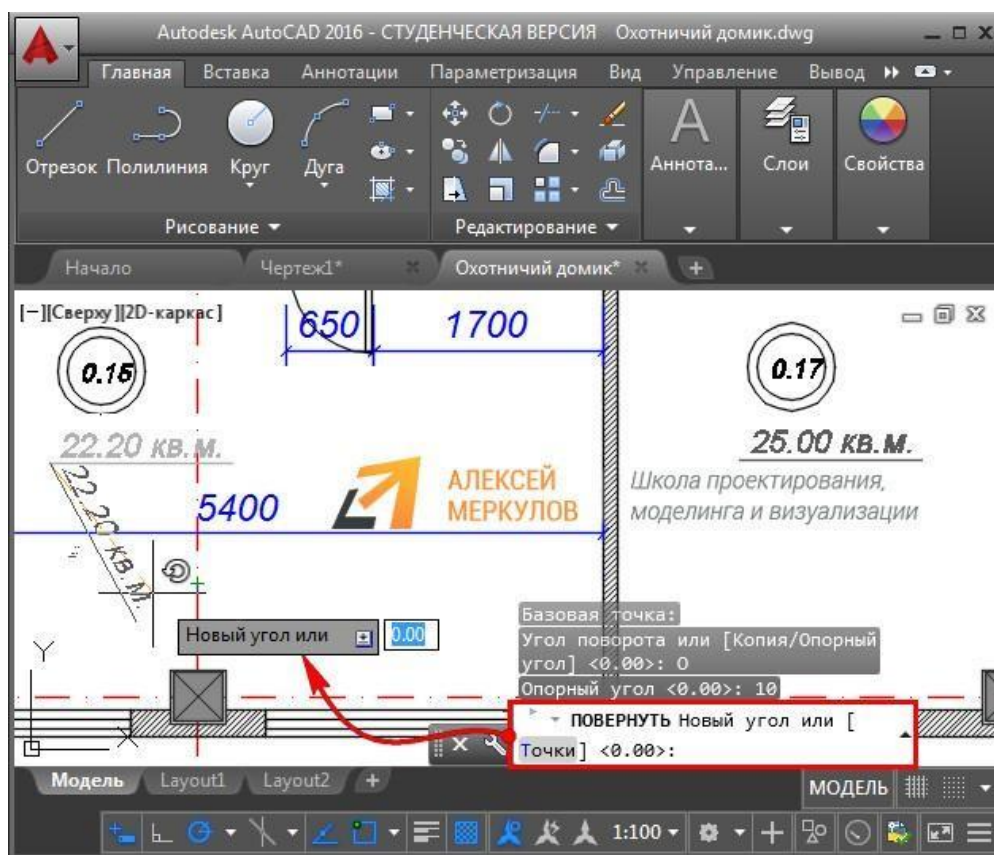 Autodesk AutoCAD 2016 - СТУДЕНЧЕСКАЯ ВЕРСИЯ Охотничий домик.dwg
Главная Вставка Аннотации Параметризация Вид Управление Вывод
Отрезок Полилиния Круг Дуга Аннота... Слои Свойства
Рисование Редактирование
Начало Чертеж1* Охотничий домик*
[−][Сверху][2D-каркас]
650 1700
0.15 0.17
22.20 КВ.М. 25.00 КВ.М.
22.20 КВ.М.
5400
АЛЕКСЕЙ
МЕРКУЛОВ
Школа проектирования,
моделинга и визуализации
Базовая точка:
Угол поворота или [Копия/Опорный
угол] <0.00>: О
Опорный угол <0.00>: 10
Новый угол или 0.00
ПОВЕРНУТЬ Новый угол или [
Точки] <0.00>:
Y
X
Модель Layout1 Layout2 +
МОДЕЛЬ
1:100